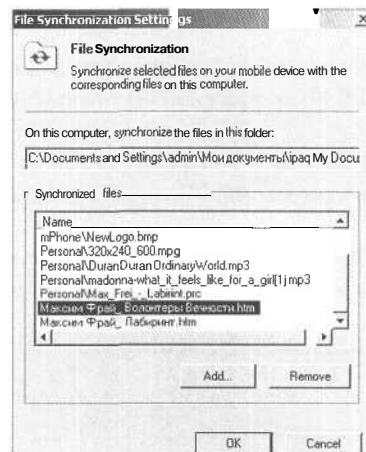 File Synchronization Settings
File Synchronization
Synchronize selected files on your mobile device with the
corresponding files on this computer.
On this computer, synchronize the files in this folder:
C:\Documents and Settings\admin\Мои документы\ipaq My Docu
Synchronized files
Name
mPhone\NewLogo.bmp
Personal\320x240_600.mpg
Personal\DuranDuran OrdinaryWorld.mp3
Personal\madonna-what_it_feels_like_for_a_girl[1].mp3
Personal\Max_Frei_-_Labirint.prc
Максим Фрай_ Волонтеры Вечности.htm
Максим Фрай_ Лабиринт.htm
Add...
Remove
OK
Cancel